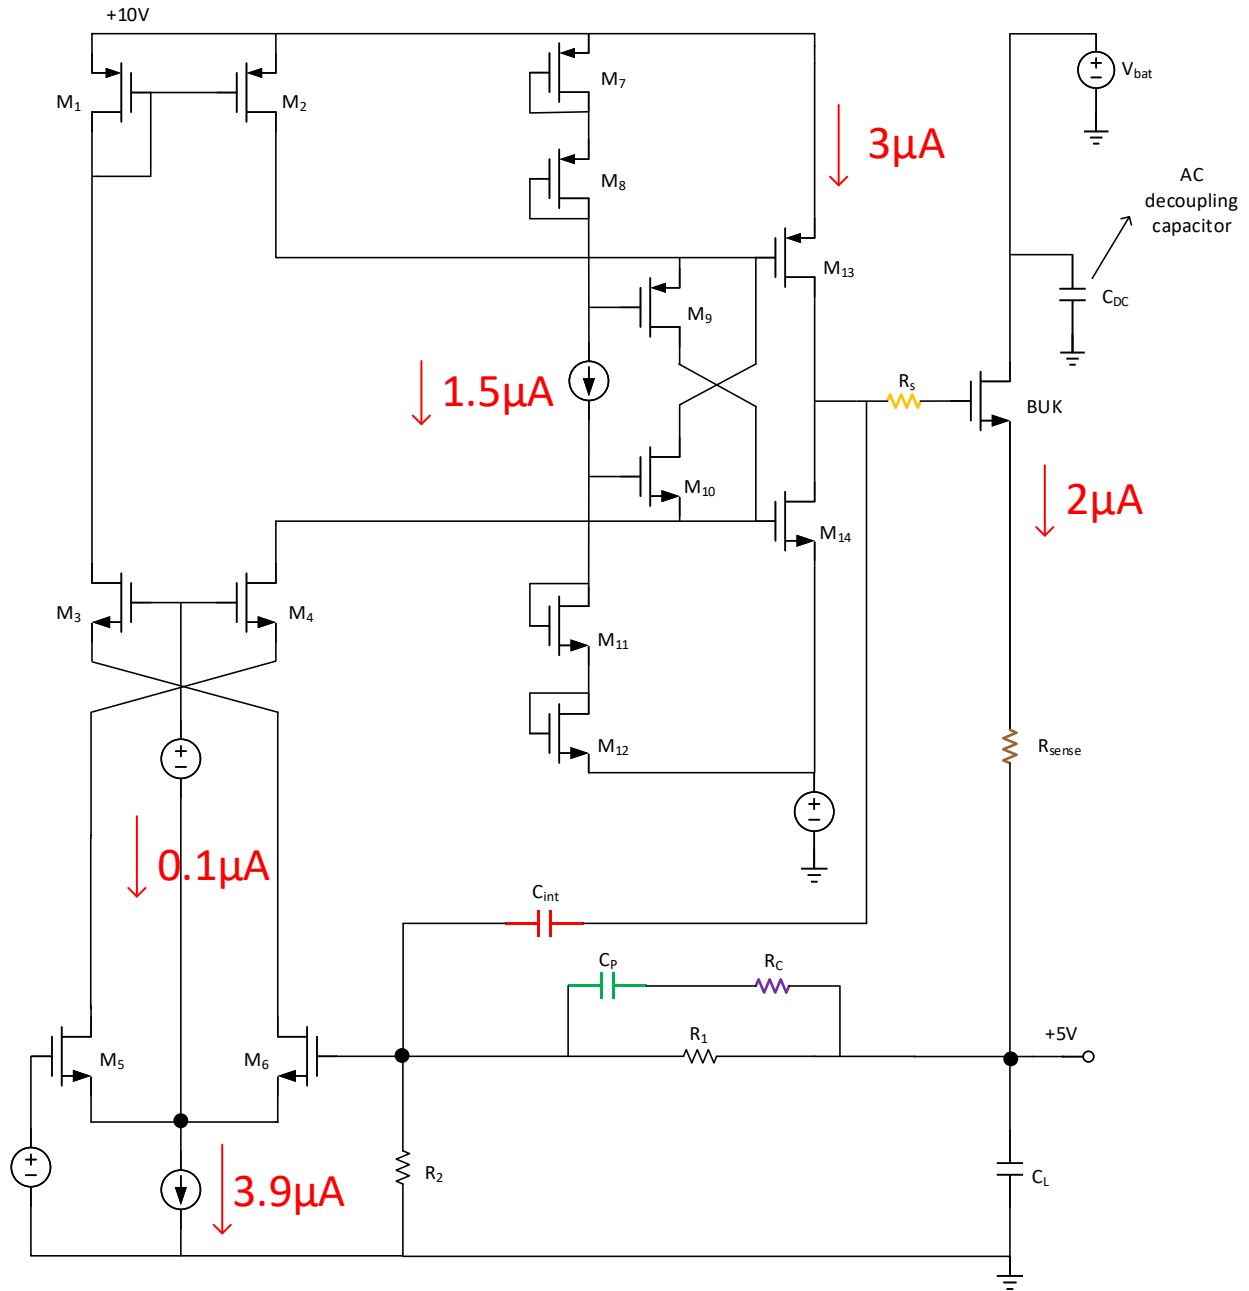 +10V
M1
M2
M7
M8
3µA
Vbat
AC
decoupling
capacitor
M13
CDC
M9
1.5µA
Rs
BUK
M10
2µA
M14
M3
M4
M11
M12
Rsense
0.1µA
Cint
CP
RC
R1
+5V
M5
M6
R2
CL
3.9µA